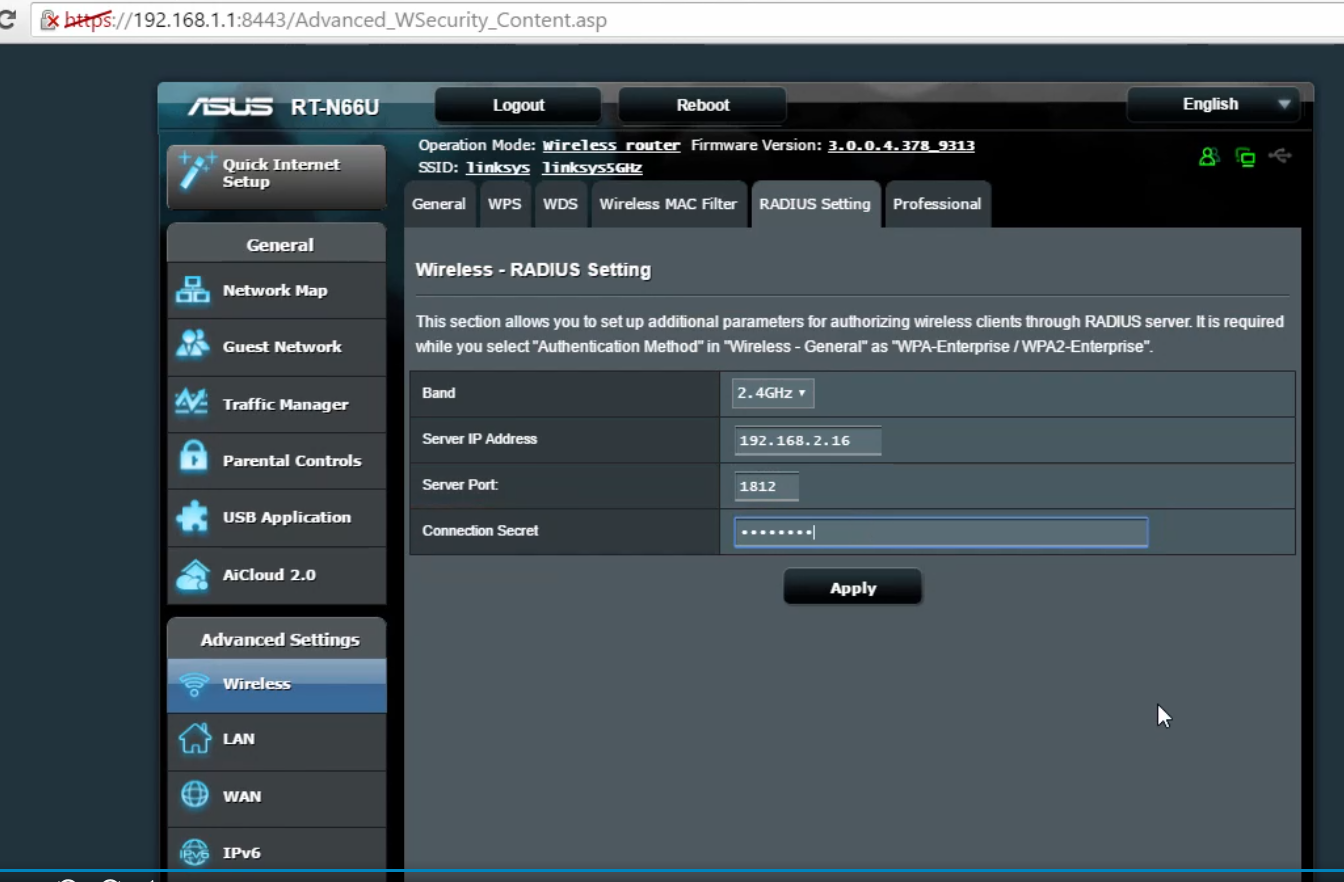 https://192.168.1.1:8443/Advanced_WSecurity_Content.asp
ASUS RT-N66U Logout Reboot English
Operation Mode: Wireless router Firmware Version: 3.0.0.4.378_9313
SSID: linksys linksys5GHz
Quick Internet
Setup
General WPS WDS Wireless MAC Filter RADIUS Setting Professional
General
Network Map
Guest Network
Traffic Manager
Parental Controls
USB Application
AiCloud 2.0
Advanced Settings
Wireless
LAN
WAN
IPv6
Wireless - RADIUS Setting
This section allows you to set up additional parameters for authorizing wireless clients through RADIUS server. It is required
while you select "Authentication Method" in "Wireless - General" as "WPA-Enterprise / WPA2-Enterprise".
Band 2.4GHz
Server IP Address 192.168.2.16
Server Port: 1812
Connection Secret ••••••••
Apply